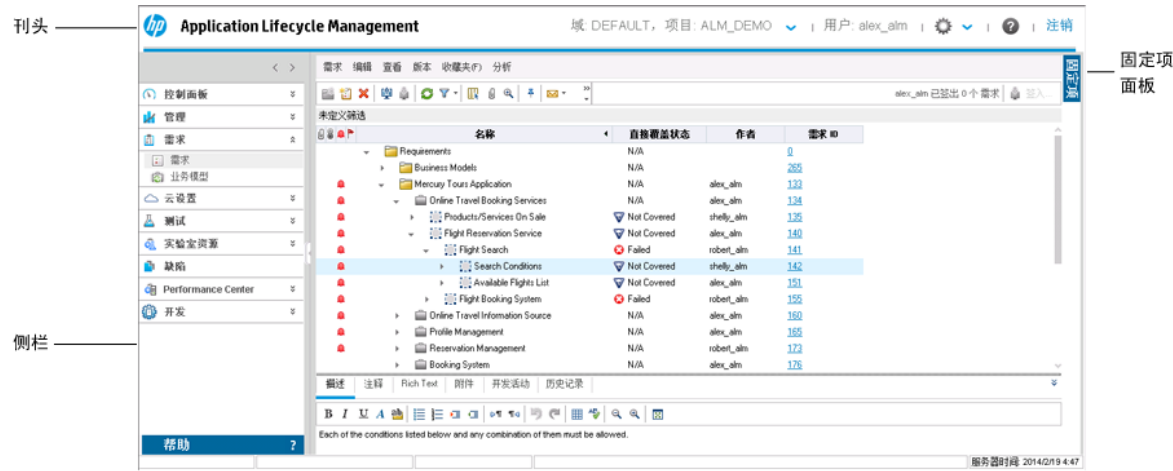 刊头
hp Application Lifecycle Management
域: DEFAULT, 项目: ALM_DEMO | 用户: alex_alm | ? | 注销
固定项
面板
固定项
需求 编辑 查看 版本 收藏夹(F) 分析
控制面板
alex_alm 已签出 0 个 需求 签入...
管理
未定义筛选
需求
名称 直接覆盖状态 作者 需求 ID
需求
业务模型
云设置
测试
实验室资源
缺陷
Performance Center
开发
侧栏
帮助 ?
Requirements N/A 0
Business Models N/A 265
Mercury Tours Application N/A alex_alm 133
Online Travel Booking Services N/A alex_alm 134
Products/Services On Sale Not Covered shelly_alm 135
Flight Reservation Service Not Covered alex_alm 140
Flight Search Failed robert_alm 141
Search Conditions Not Covered shelly_alm 142
Available Flights List Not Covered alex_alm 151
Flight Booking System Failed robert_alm 155
Online Travel Information Source N/A alex_alm 160
Profile Management N/A alex_alm 165
Reservation Management N/A robert_alm 173
Booking System N/A alex_alm 176
描述 注释 Rich Text 附件 开发活动 历史记录
B I U A ab
Each of the conditions listed below and any combination of them must be allowed.
服务器时间: 2014/2/19 4:47